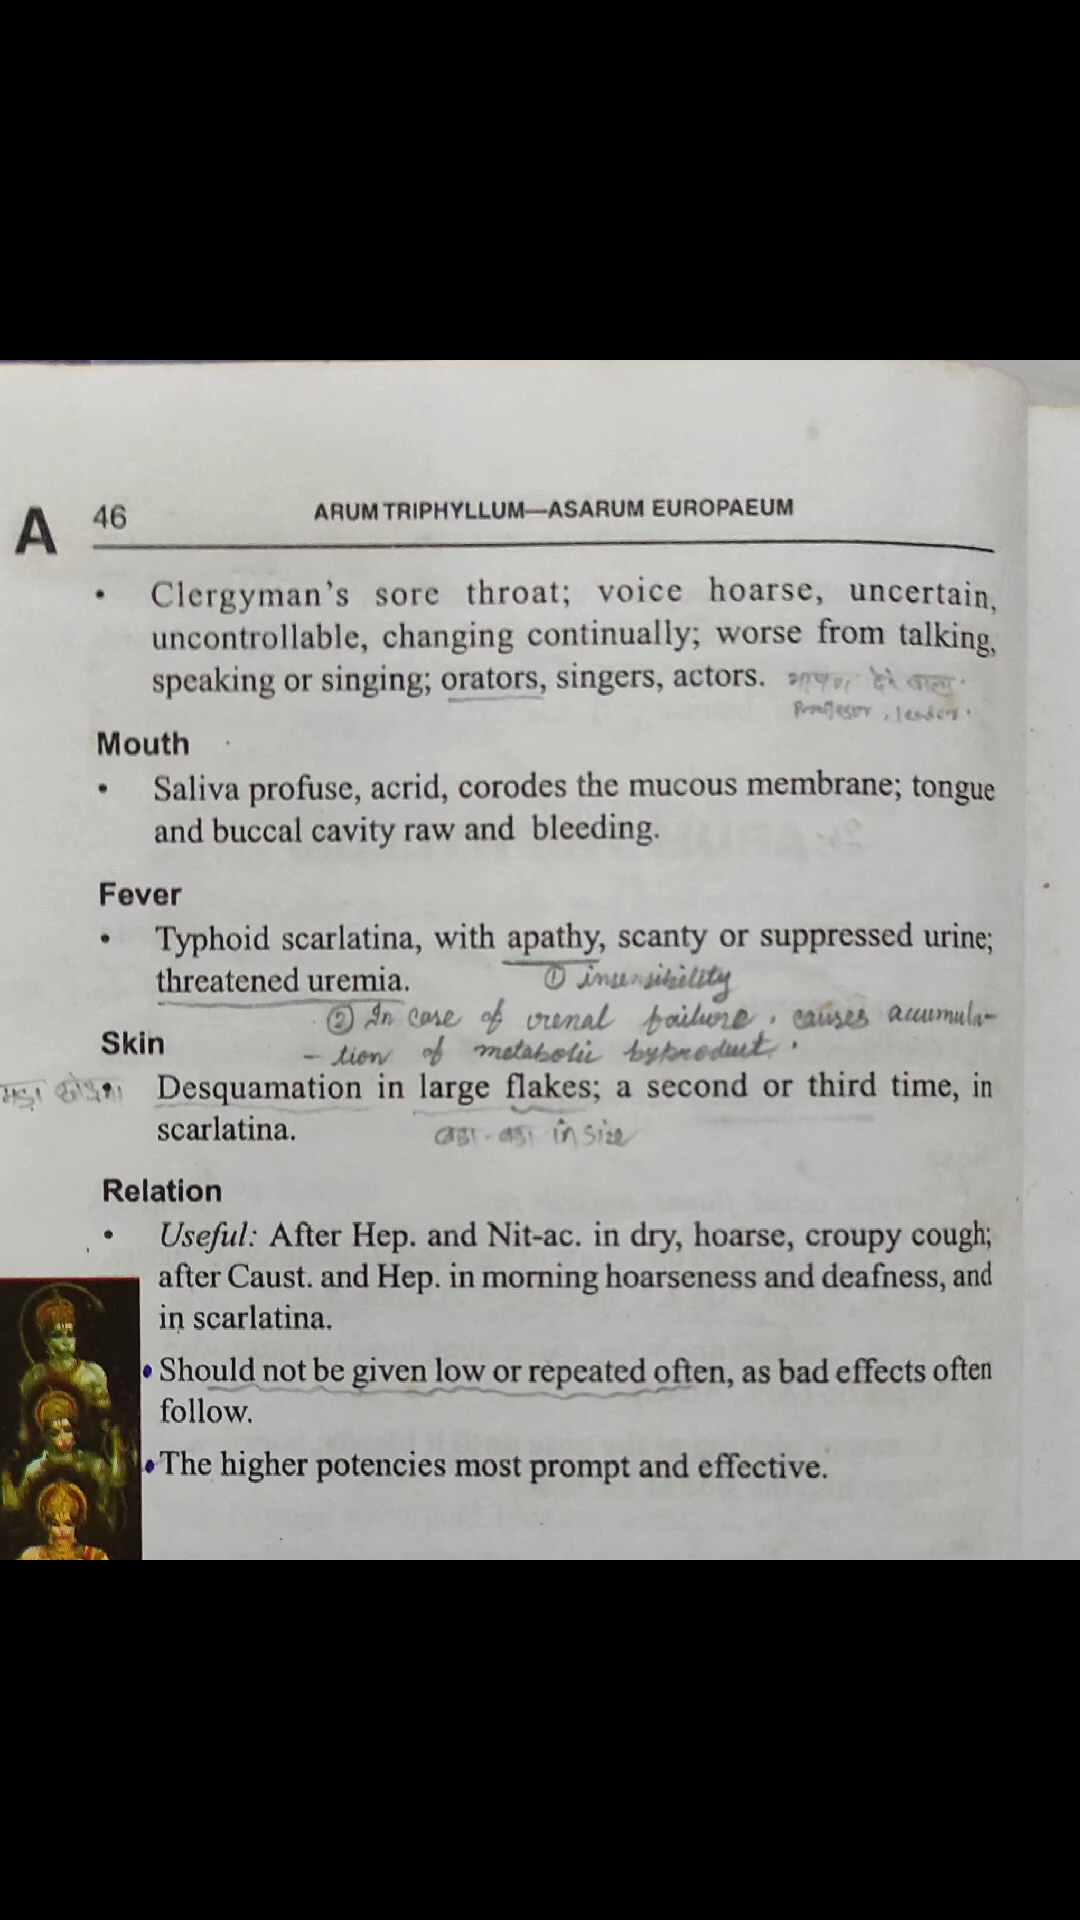 A 46 ARUM TRIPHYLLUM—ASARUM EUROPAEUM
• Clergyman's sore throat; voice hoarse, uncertain,
uncontrollable, changing continually; worse from talking,
speaking or singing; orators, singers, actors.
Professor, leader.
Mouth
• Saliva profuse, acrid, corodes the mucous membrane; tongue
and buccal cavity raw and bleeding.
Fever
• Typhoid scarlatina, with apathy, scanty or suppressed urine;
threatened uremia. ① insensibility
② In case of renal failure, causes accumula-
Skin
- tion of metabolic byproduct.
Desquamation in large flakes; a second or third time, in
scarlatina. बड़ा-बड़ा in size
Relation
• Useful: After Hep. and Nit-ac. in dry, hoarse, croupy cough;
after Caust. and Hep. in morning hoarseness and deafness, and
in scarlatina.
• Should not be given low or repeated often, as bad effects often
follow.
• The higher potencies most prompt and effective.